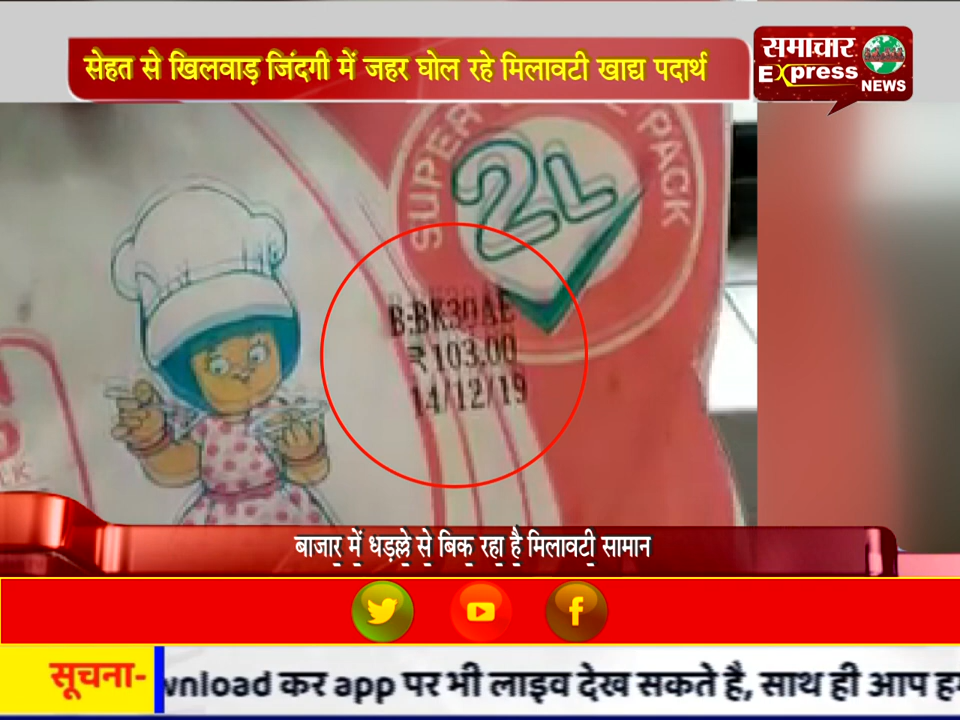 सेहत से खिलवाड़ जिंदगी में जहर घोल रहे मिलावटी खाद्य पदार्थ
समाचार
Express
NEWS
SUPER PACK
2L
B:BK30AE
₹103.00
14/12/19
बाजार में धड़ल्ले से बिक रहा है मिलावटी सामान
सूचना- wnload कर app पर भी लाइव देख सकते है, साथ ही आप